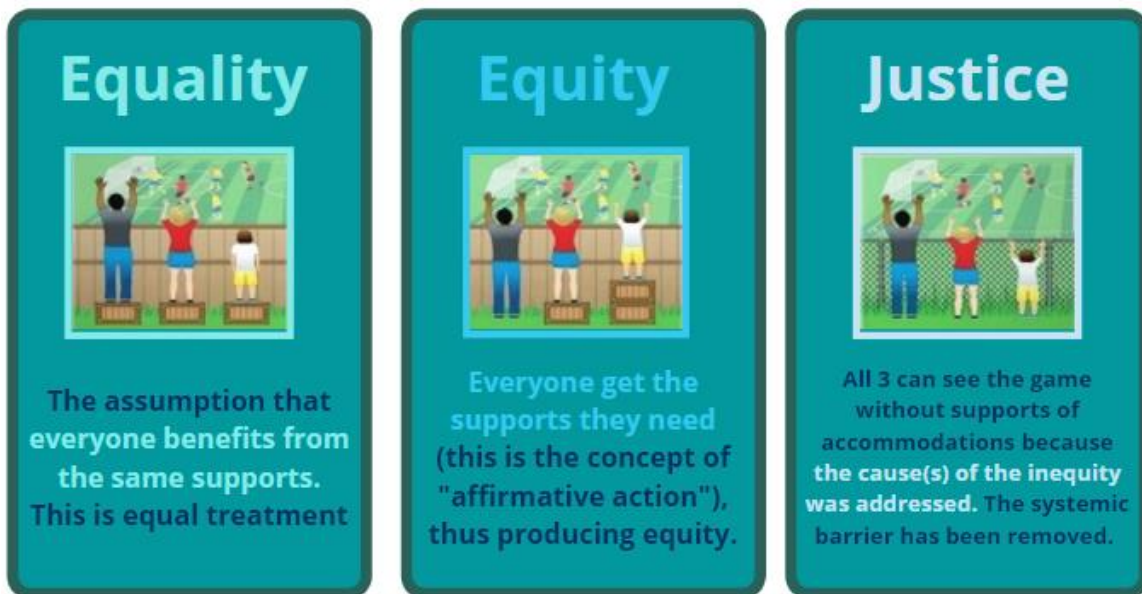 Equality
The assumption that
everyone benefits from
the same supports.
This is equal treatment
Equity
Everyone get the
supports they need
(this is the concept of
"affirmative action"),
thus producing equity.
Justice
All 3 can see the game
without supports of
accommodations because
the cause(s) of the inequity
was addressed. The systemic
barrier has been removed.